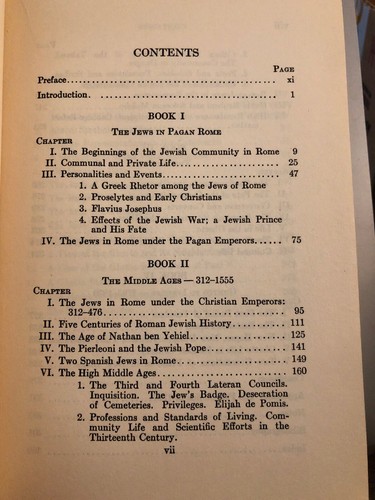 CONTENTS
PAGE
Preface........................................................ xi
Introduction. ................................................ 1
BOOK I
THE JEWS IN PAGAN ROME
CHAPTER
I. The Beginnings of the Jewish Community in Rome 9
II. Communal and Private Life........................... 25
III. Personalities and Events............................... 47
1. A Greek Rhetor among the Jews of Rome
2. Proselytes and Early Christians
3. Flavius Josephus
4. Effects of the Jewish War; a Jewish Prince
and His Fate
IV. The Jews in Rome under the Pagan Emperors...... 75
BOOK II
THE MIDDLE AGES — 312–1555
CHAPTER
I. The Jews in Rome under the Christian Emperors:
312–476........................................... 95
II. Five Centuries of Roman Jewish History......... 111
III. The Age of Nathan ben Yehiel..................... 125
IV. The Pierleoni and the Jewish Pope................ 141
V. Two Spanish Jews in Rome......................... 149
VI. The High Middle Ages.............................. 160
1. The Third and Fourth Lateran Councils.
Inquisition. The Jew's Badge. Desecration
of Cemeteries. Privileges. Elijah de Pomis.
2. Professions and Standards of Living. Com-
munity Life and Scientific Efforts in the
Thirteenth Century.
vii